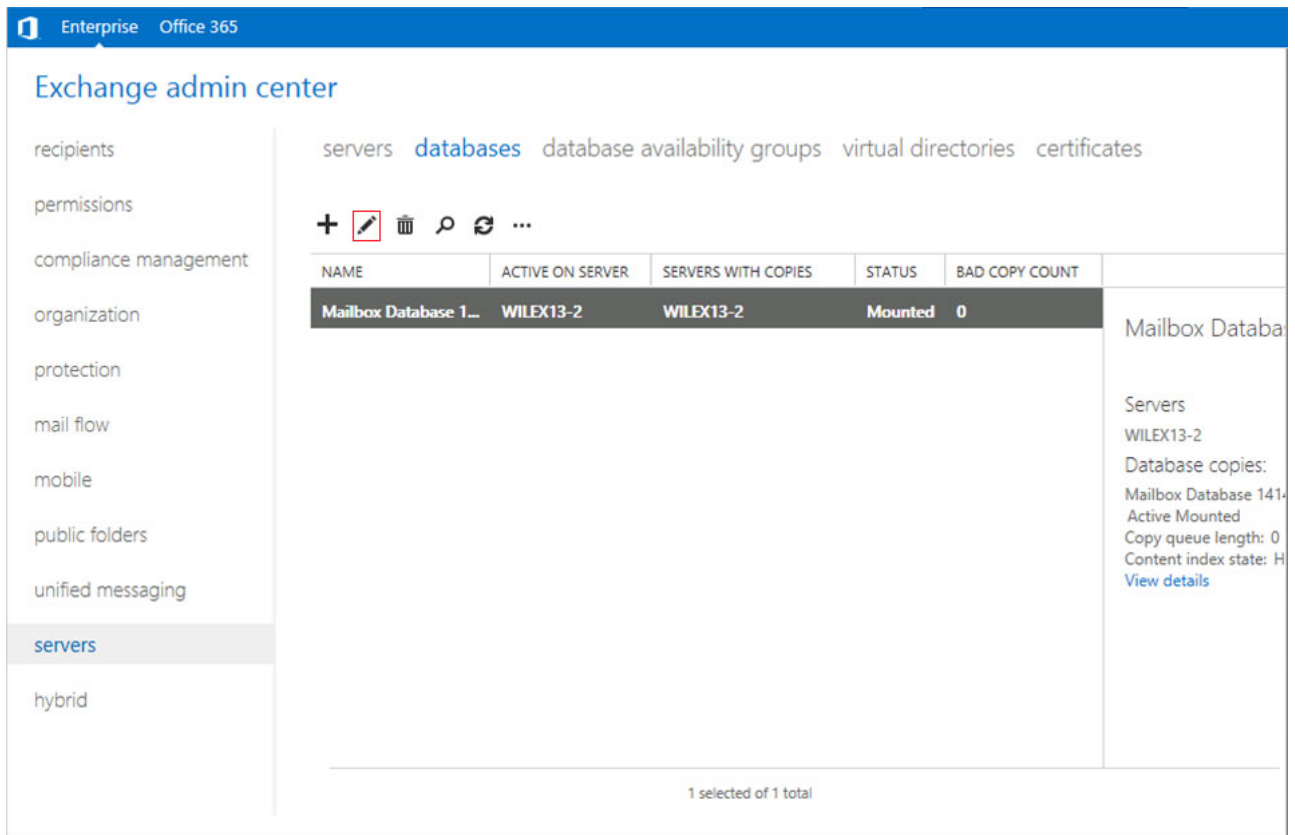 Enterprise Office 365
Exchange admin center
recipients
permissions
compliance management
organization
protection
mail flow
mobile
public folders
unified messaging
servers
hybrid
servers databases database availability groups virtual directories certificates
NAME ACTIVE ON SERVER SERVERS WITH COPIES STATUS BAD COPY COUNT
Mailbox Database 1... WILEX13-2 WILEX13-2 Mounted 0
Mailbox Databa
Servers
WILEX13-2
Database copies:
Mailbox Database 141
Active Mounted
Copy queue length: 0
Content index state: H
View details
1 selected of 1 total